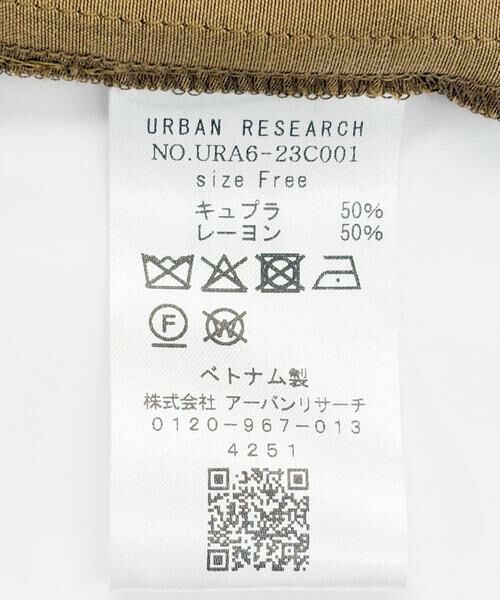 URBAN RESEARCH
NO.URA6-23C001
size Free
キュプラ 50%
レーヨン 50%
F W
ベトナム製
株式会社 アーバンリサーチ
0120-967-013
4251